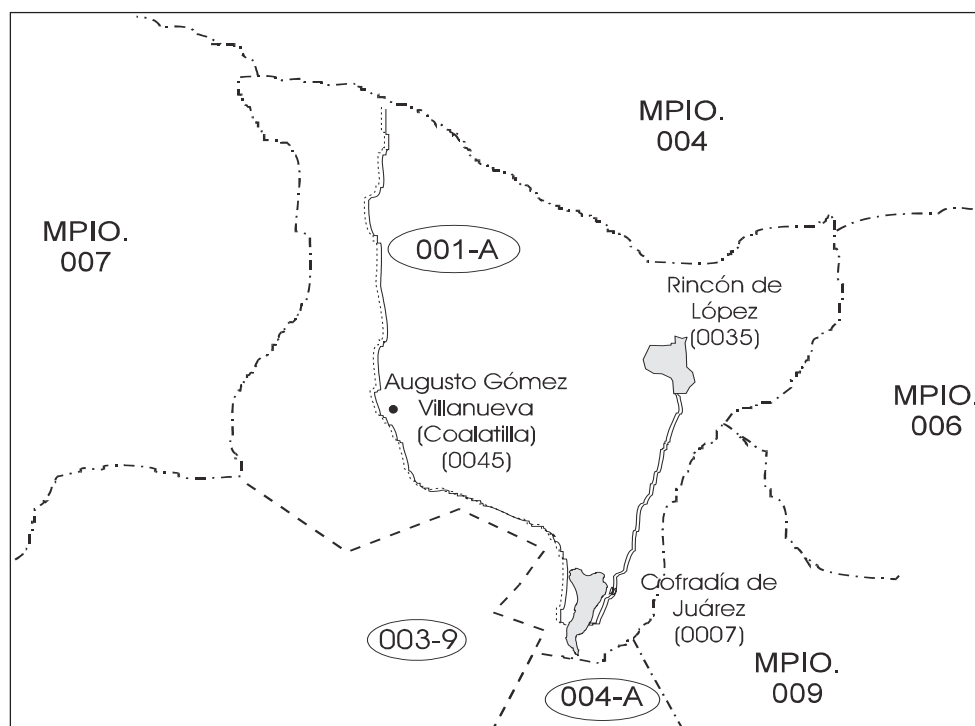 MPIO.
004
MPIO.
007
001-A
Rincón de
López
(0035)
Augusto Gómez
Villanueva
(Coalatilla)
(0045)
MPIO.
006
Cofradía de
Juárez
(0007)
003-9
MPIO.
009
004-A